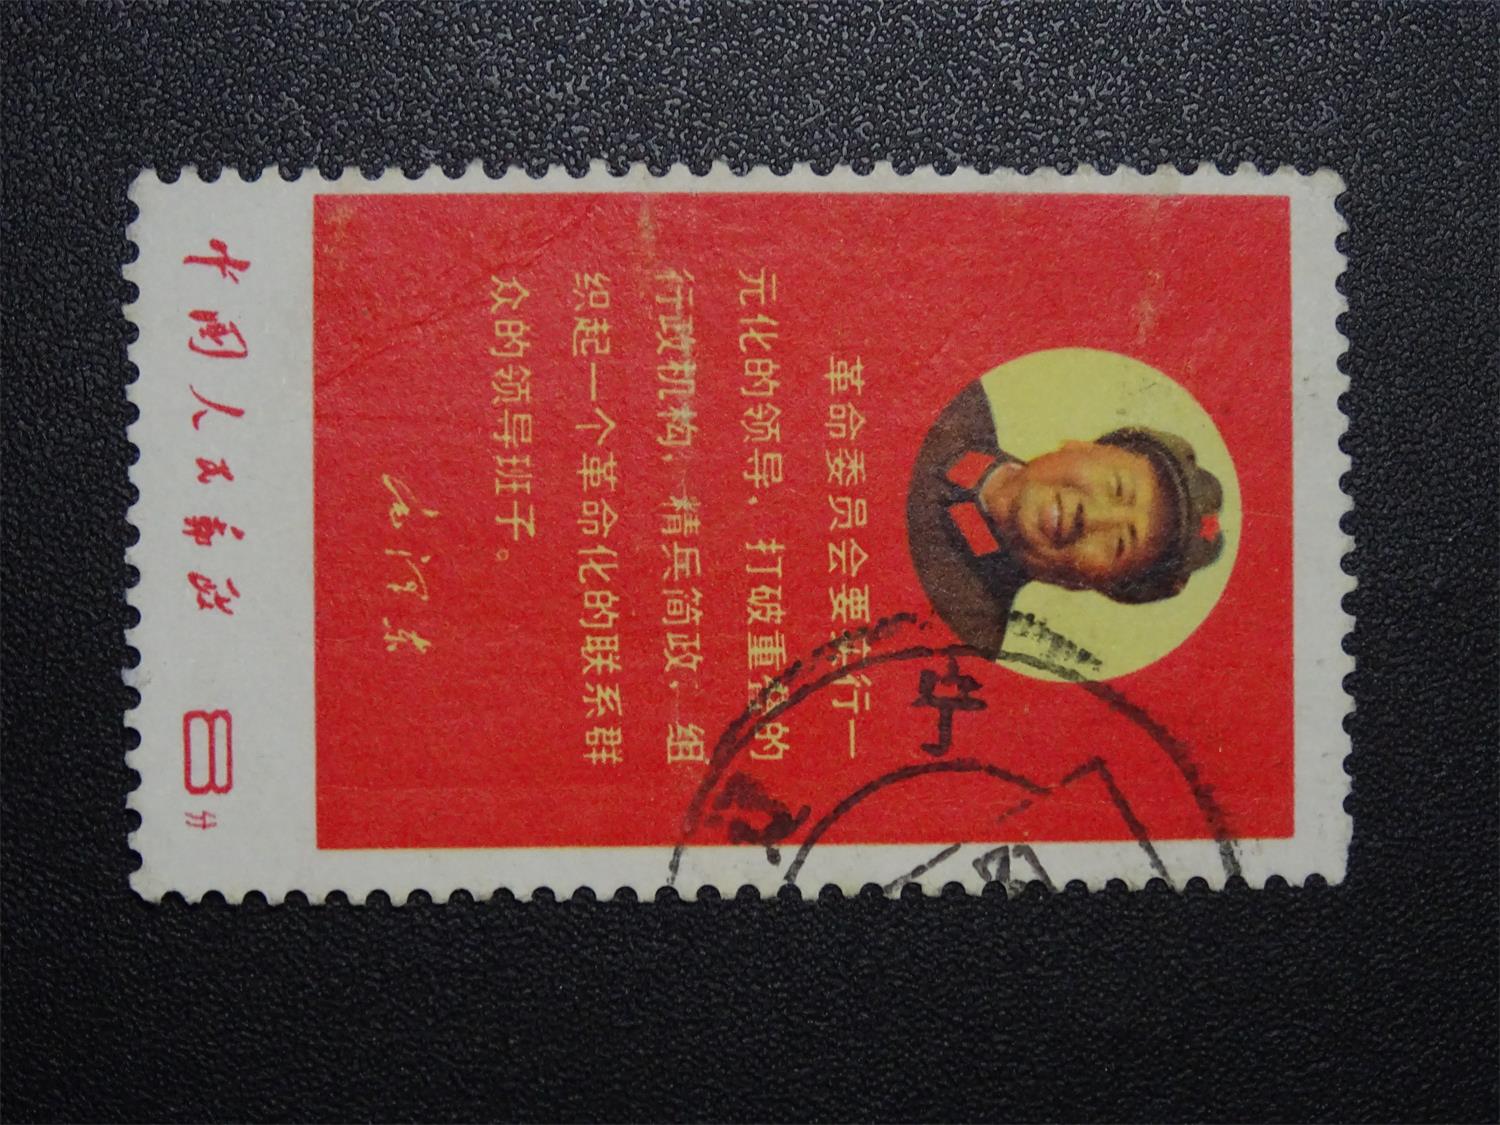 革命委员会要实行一
元化的领导，打破重叠的
行政机构，精兵简政，组
织起一个革命化的联系群
众的领导班子。
毛泽东
中国人民邮政
8分